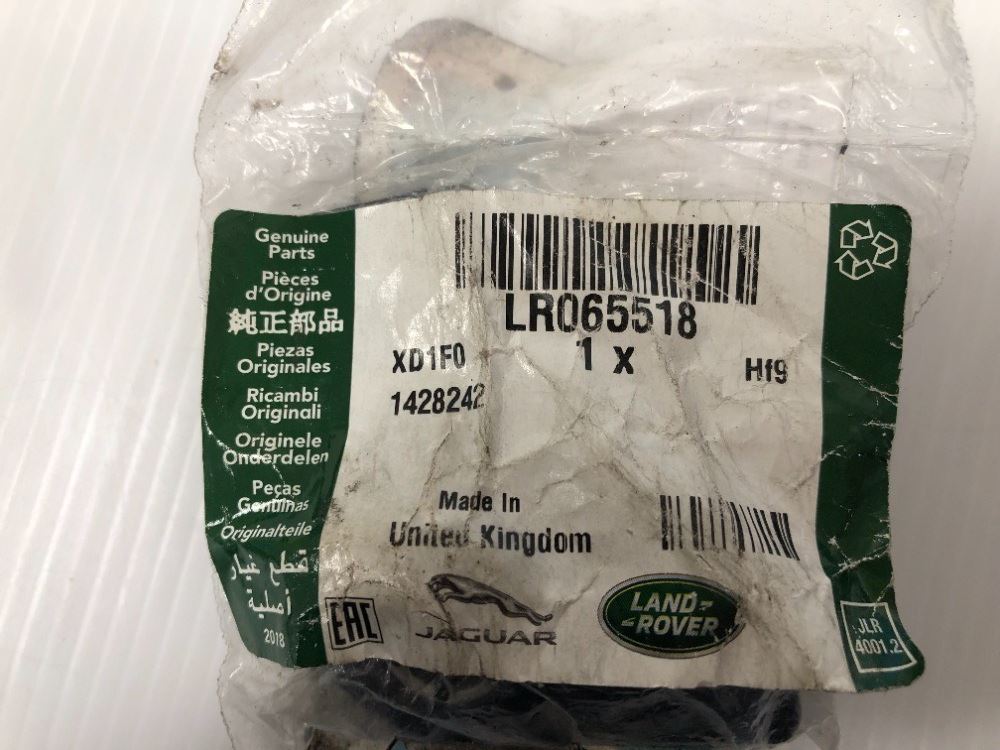 Genuine
Parts
Pièces
d'Origine
純正部品
Piezas
Originales
Ricambi
Originali
Originele
Onderdelen
Peças
Genuínas
Originalteile
قطع غيار
أصلية
2018
LR065518
XD1F0
1 X
Hf9
1428242
Made In
United Kingdom
EAC
JAGUAR
LAND-
-ROVER
JLR
4001.2